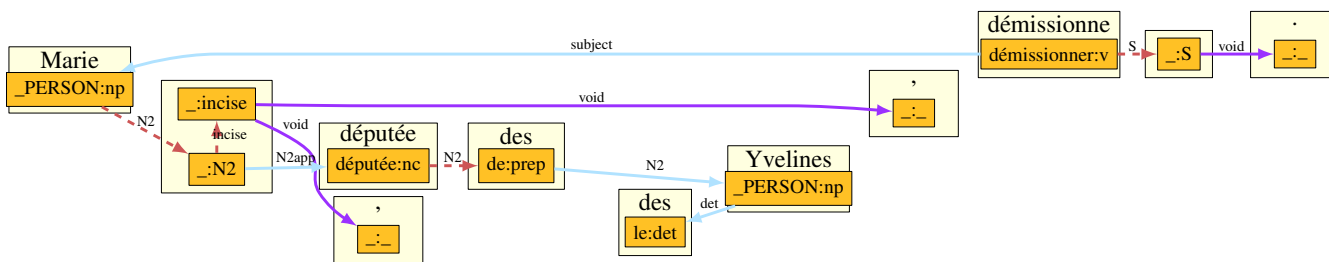 démissionne
.
démissionner:v
S
_:S
void
_:_
subject
Marie
_PERSON:np
N2
_:incise
incise
_:N2
void
,
_:_
void
N2app
députée
députée:nc
N2
des
de:prep
N2
Yvelines
_PERSON:np
det
des
le:det
,
_:_